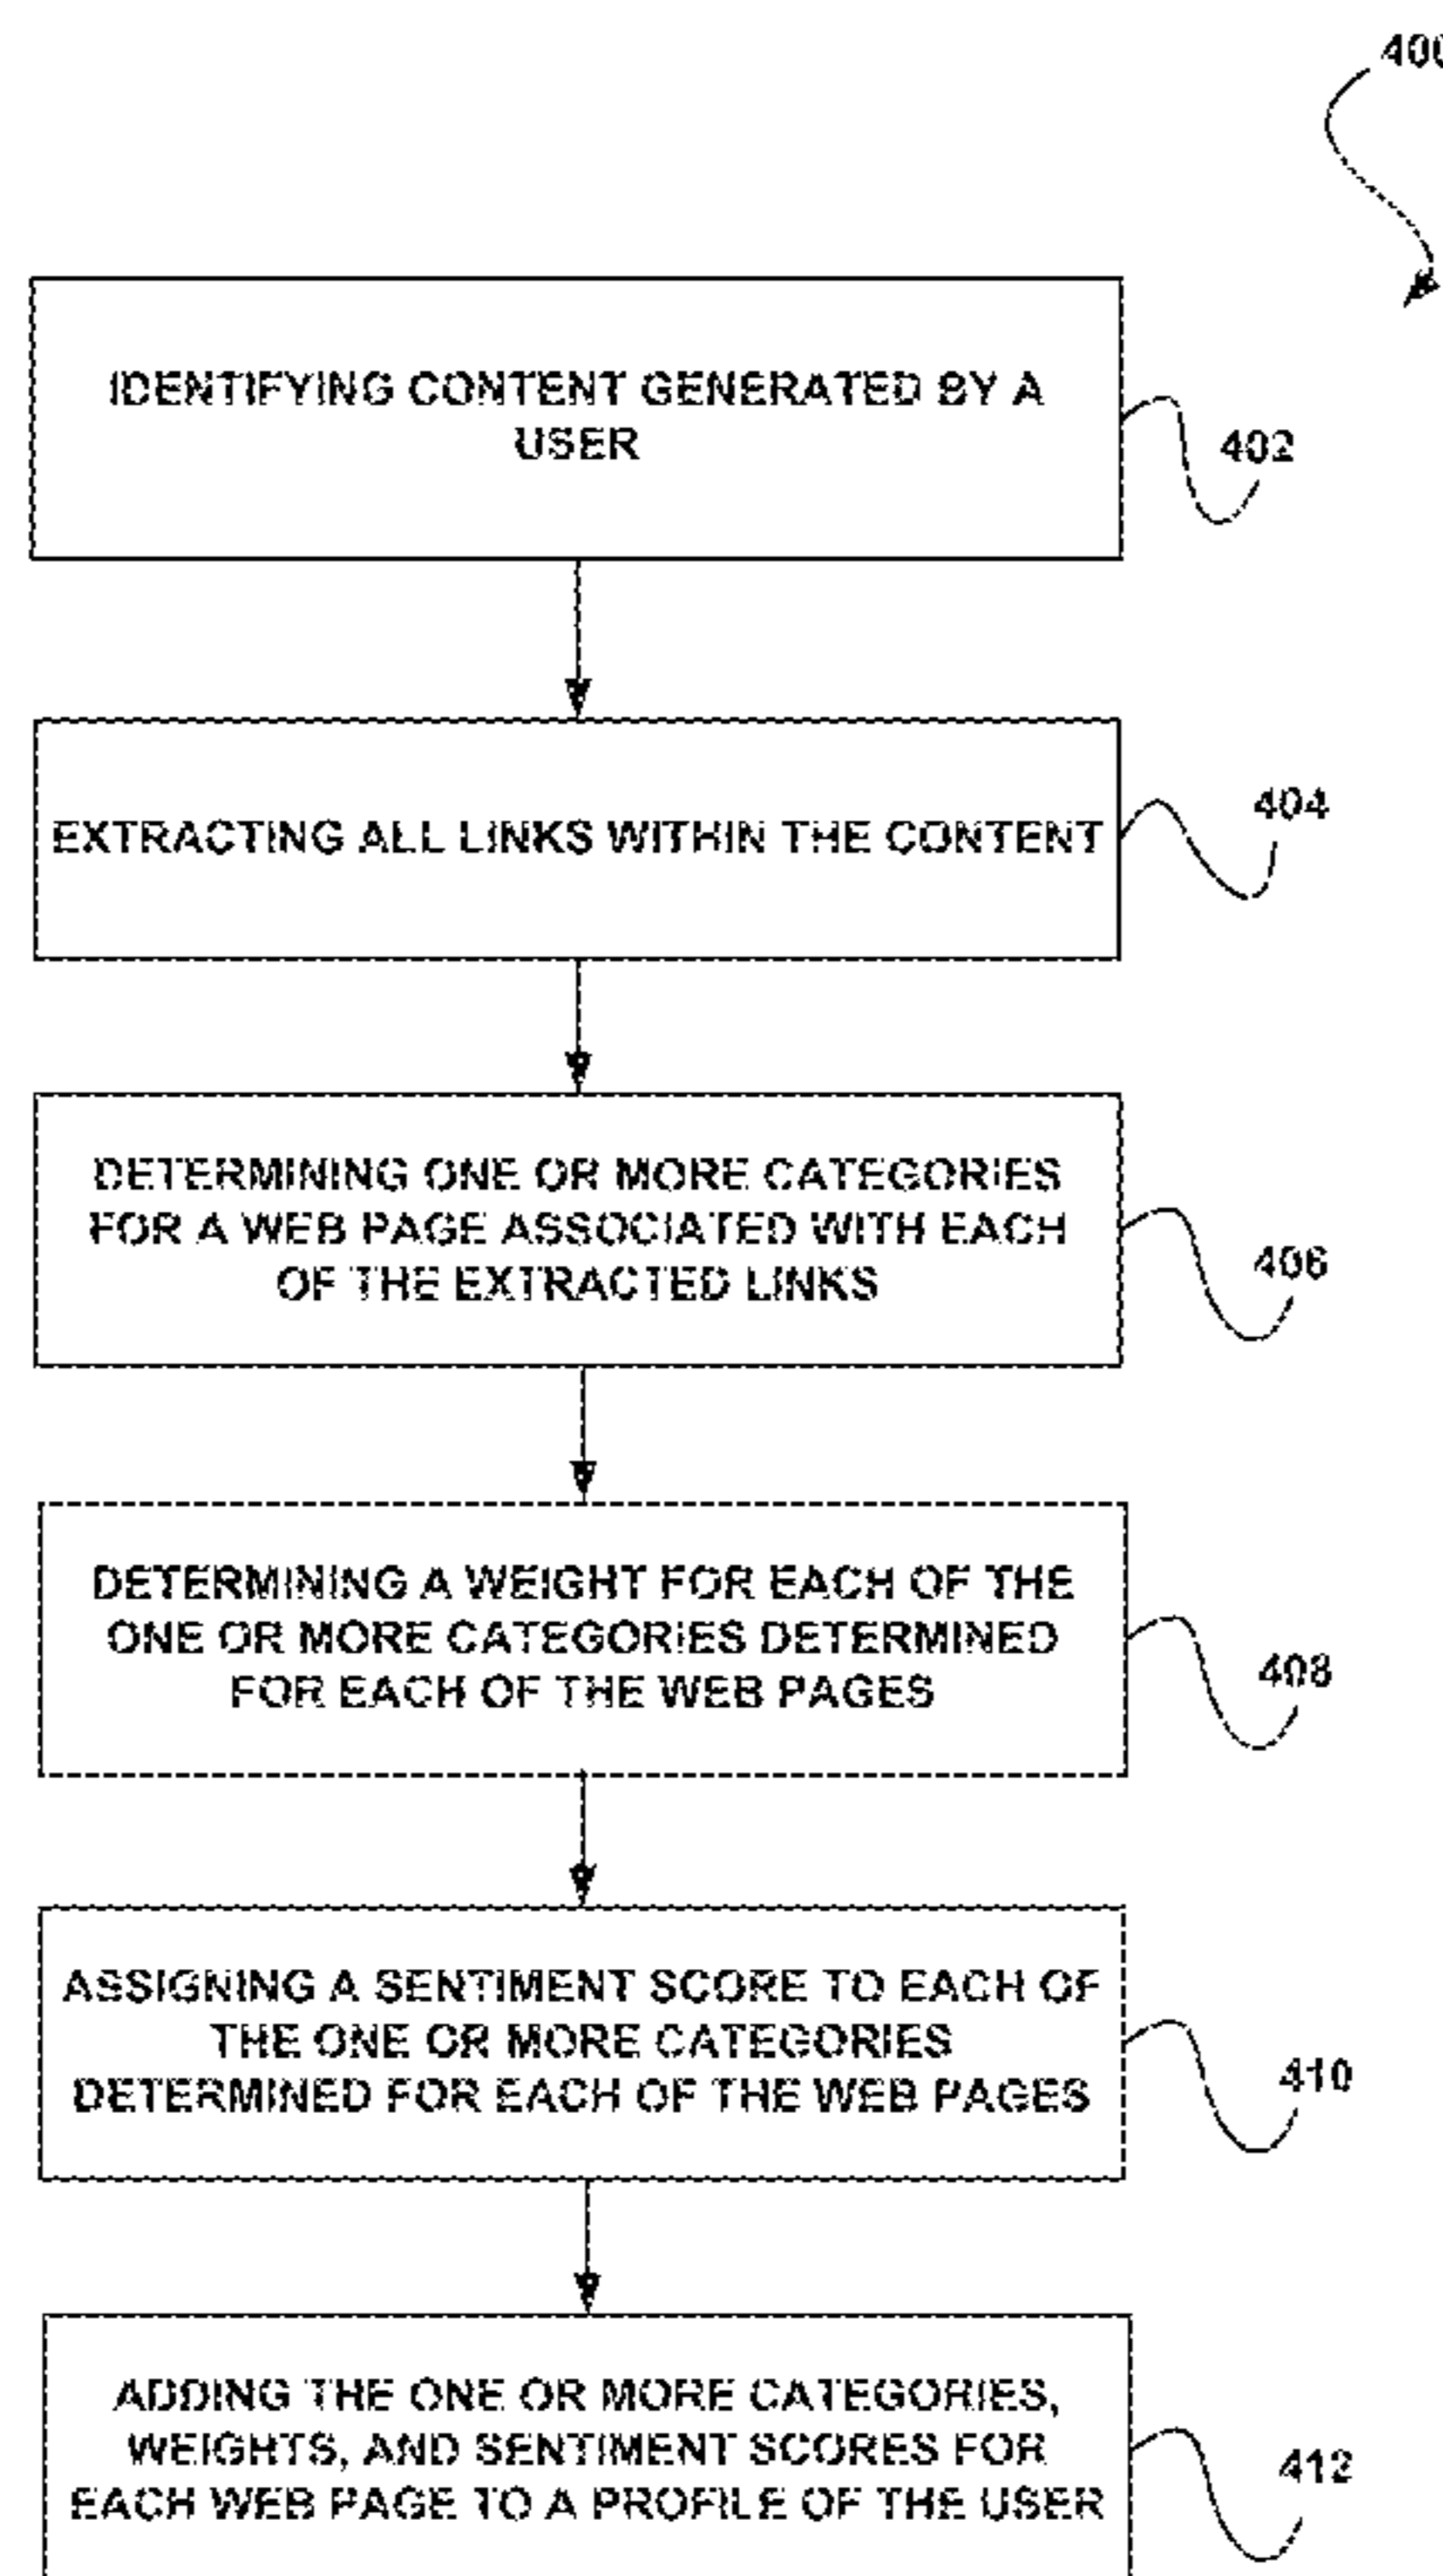 400
IDENTIFYING CONTENT GENERATED BY A
USER
402
EXTRACTING ALL LINKS WITHIN THE CONTENT
404
DETERMINING ONE OR MORE CATEGORIES
FOR A WEB PAGE ASSOCIATED WITH EACH
OF THE EXTRACTED LINKS
406
DETERMINING A WEIGHT FOR EACH OF THE
ONE OR MORE CATEGORIES DETERMINED
FOR EACH OF THE WEB PAGES
408
ASSIGNING A SENTIMENT SCORE TO EACH OF
THE ONE OR MORE CATEGORIES
DETERMINED FOR EACH OF THE WEB PAGES
410
ADDING THE ONE OR MORE CATEGORIES,
WEIGHTS, AND SENTIMENT SCORES FOR
EACH WEB PAGE TO A PROFILE OF THE USER
412